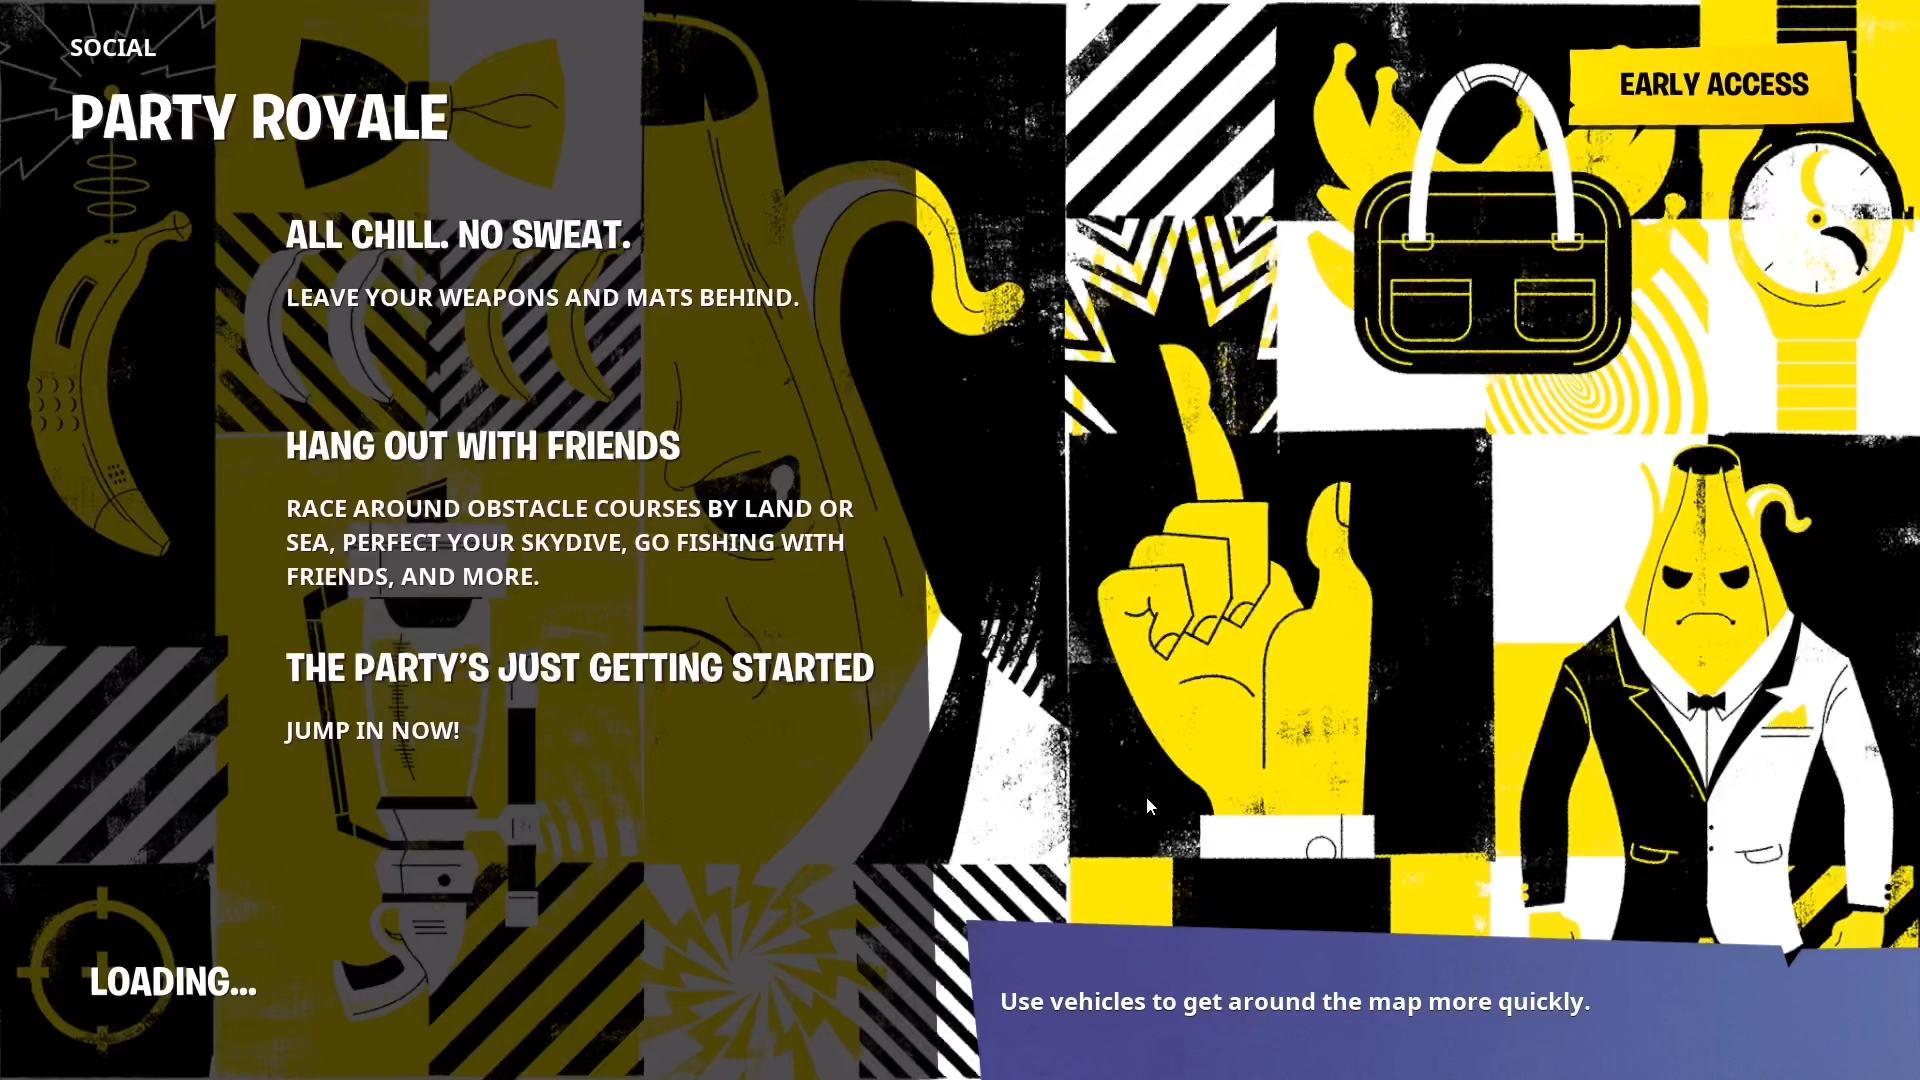 SOCIAL
PARTY ROYALE
EARLY ACCESS
ALL CHILL. NO SWEAT.
LEAVE YOUR WEAPONS AND MATS BEHIND.
HANG OUT WITH FRIENDS
RACE AROUND OBSTACLE COURSES BY LAND OR
SEA, PERFECT YOUR SKYDIVE, GO FISHING WITH
FRIENDS, AND MORE.
THE PARTY’S JUST GETTING STARTED
JUMP IN NOW!
LOADING...
Use vehicles to get around the map more quickly.